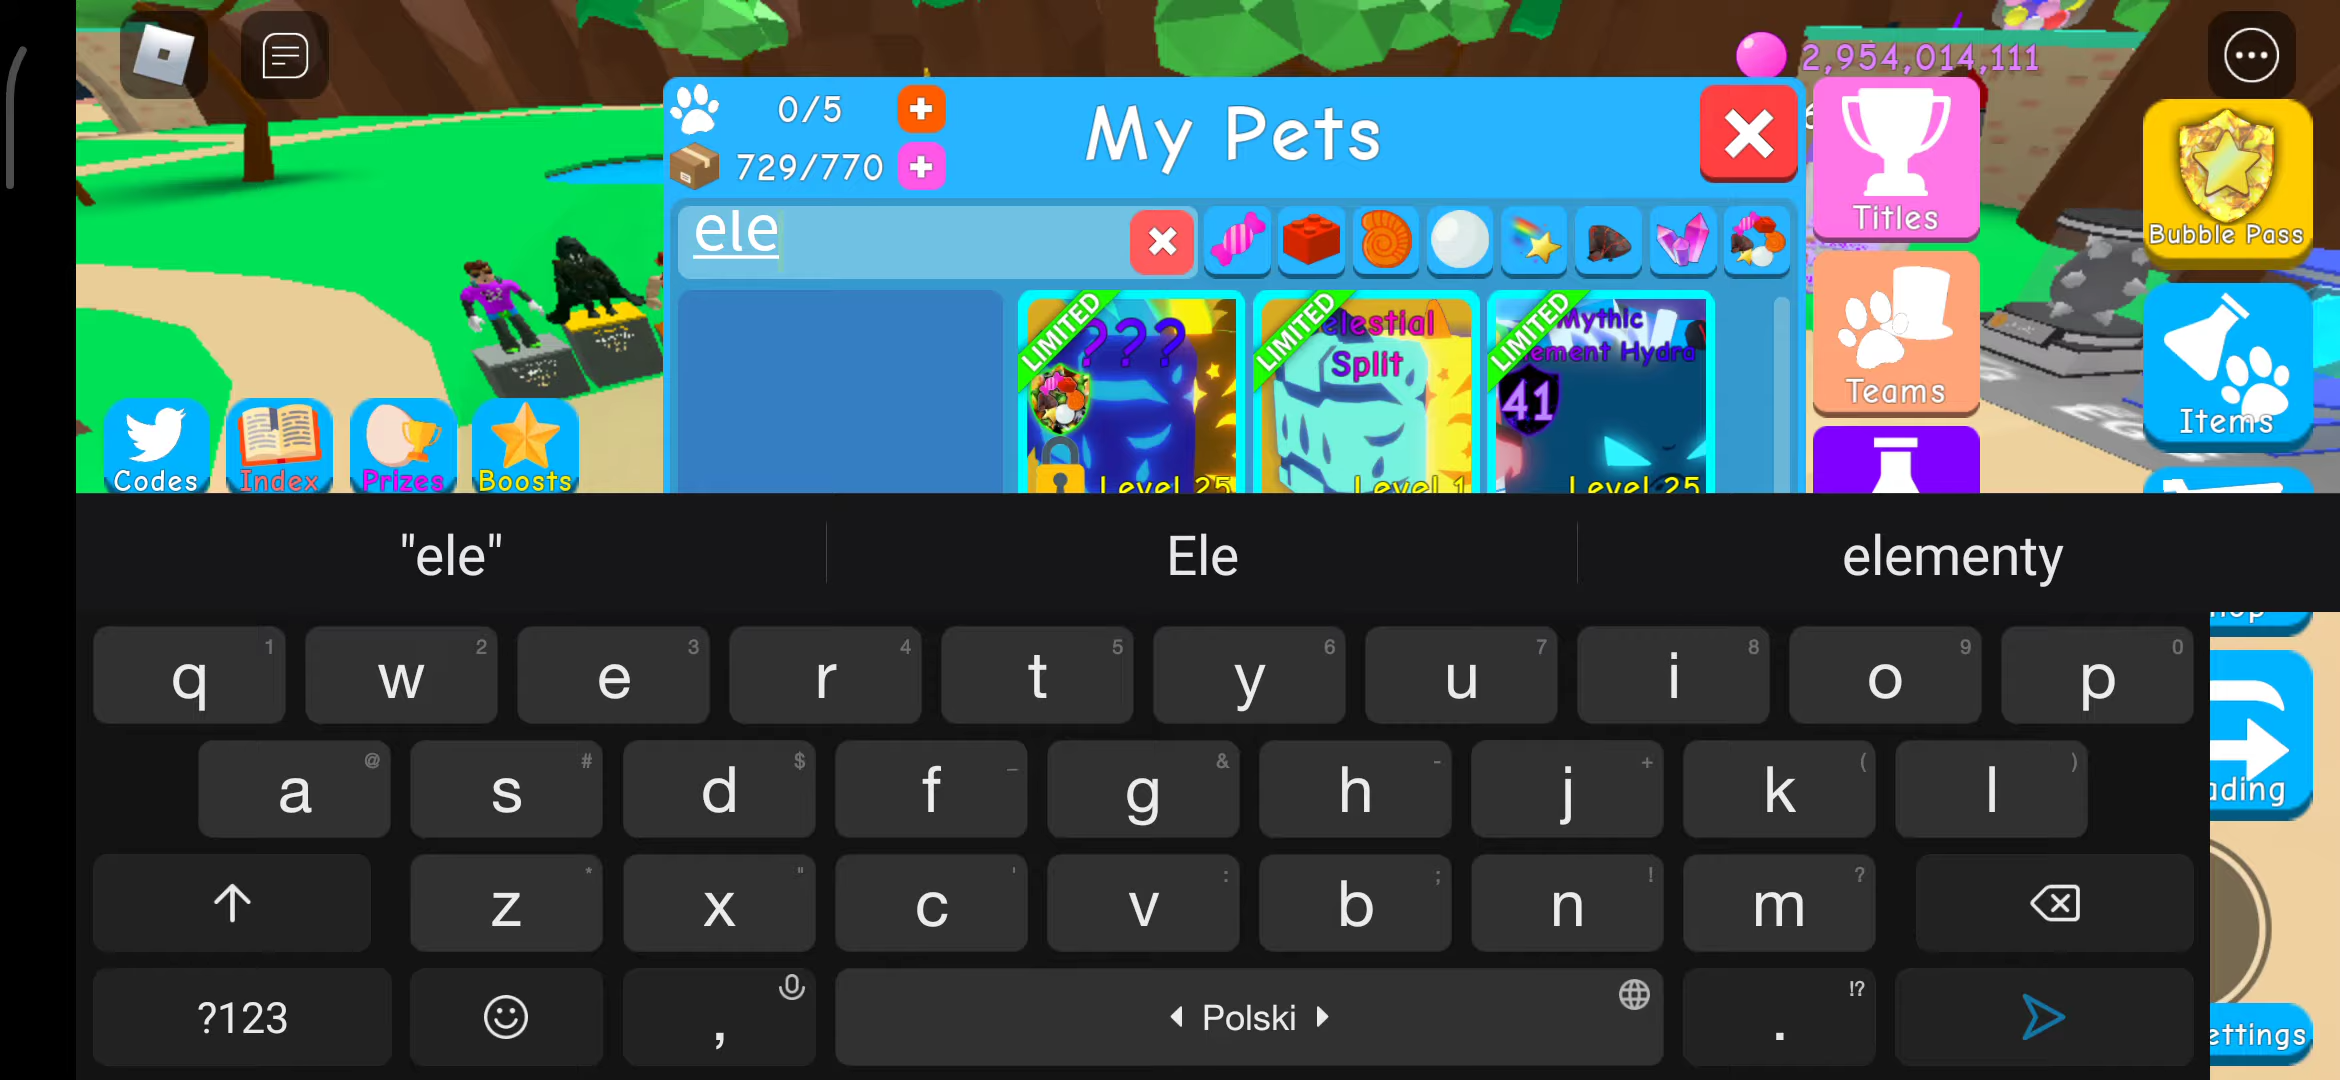 2,954,014,111
0/5
My Pets
729/770
ele
Titles
Bubble Pass
LIMITED
???
Level 25
LIMITED
Split
Level 1
LIMITED
Mythic
Hydra
41
Level 25
Teams
Items
Codes
Index
Prizes
Boosts
"ele"
Ele
elementy
q 1 w 2 e 3 r 4 t 5 y 6 u 7 i 8 o 9 p 0
a @ s # d $ f _ g & h - j + k ( l )
z * x " c ' v : b ; n ! m ?
?123 , Polski . !?